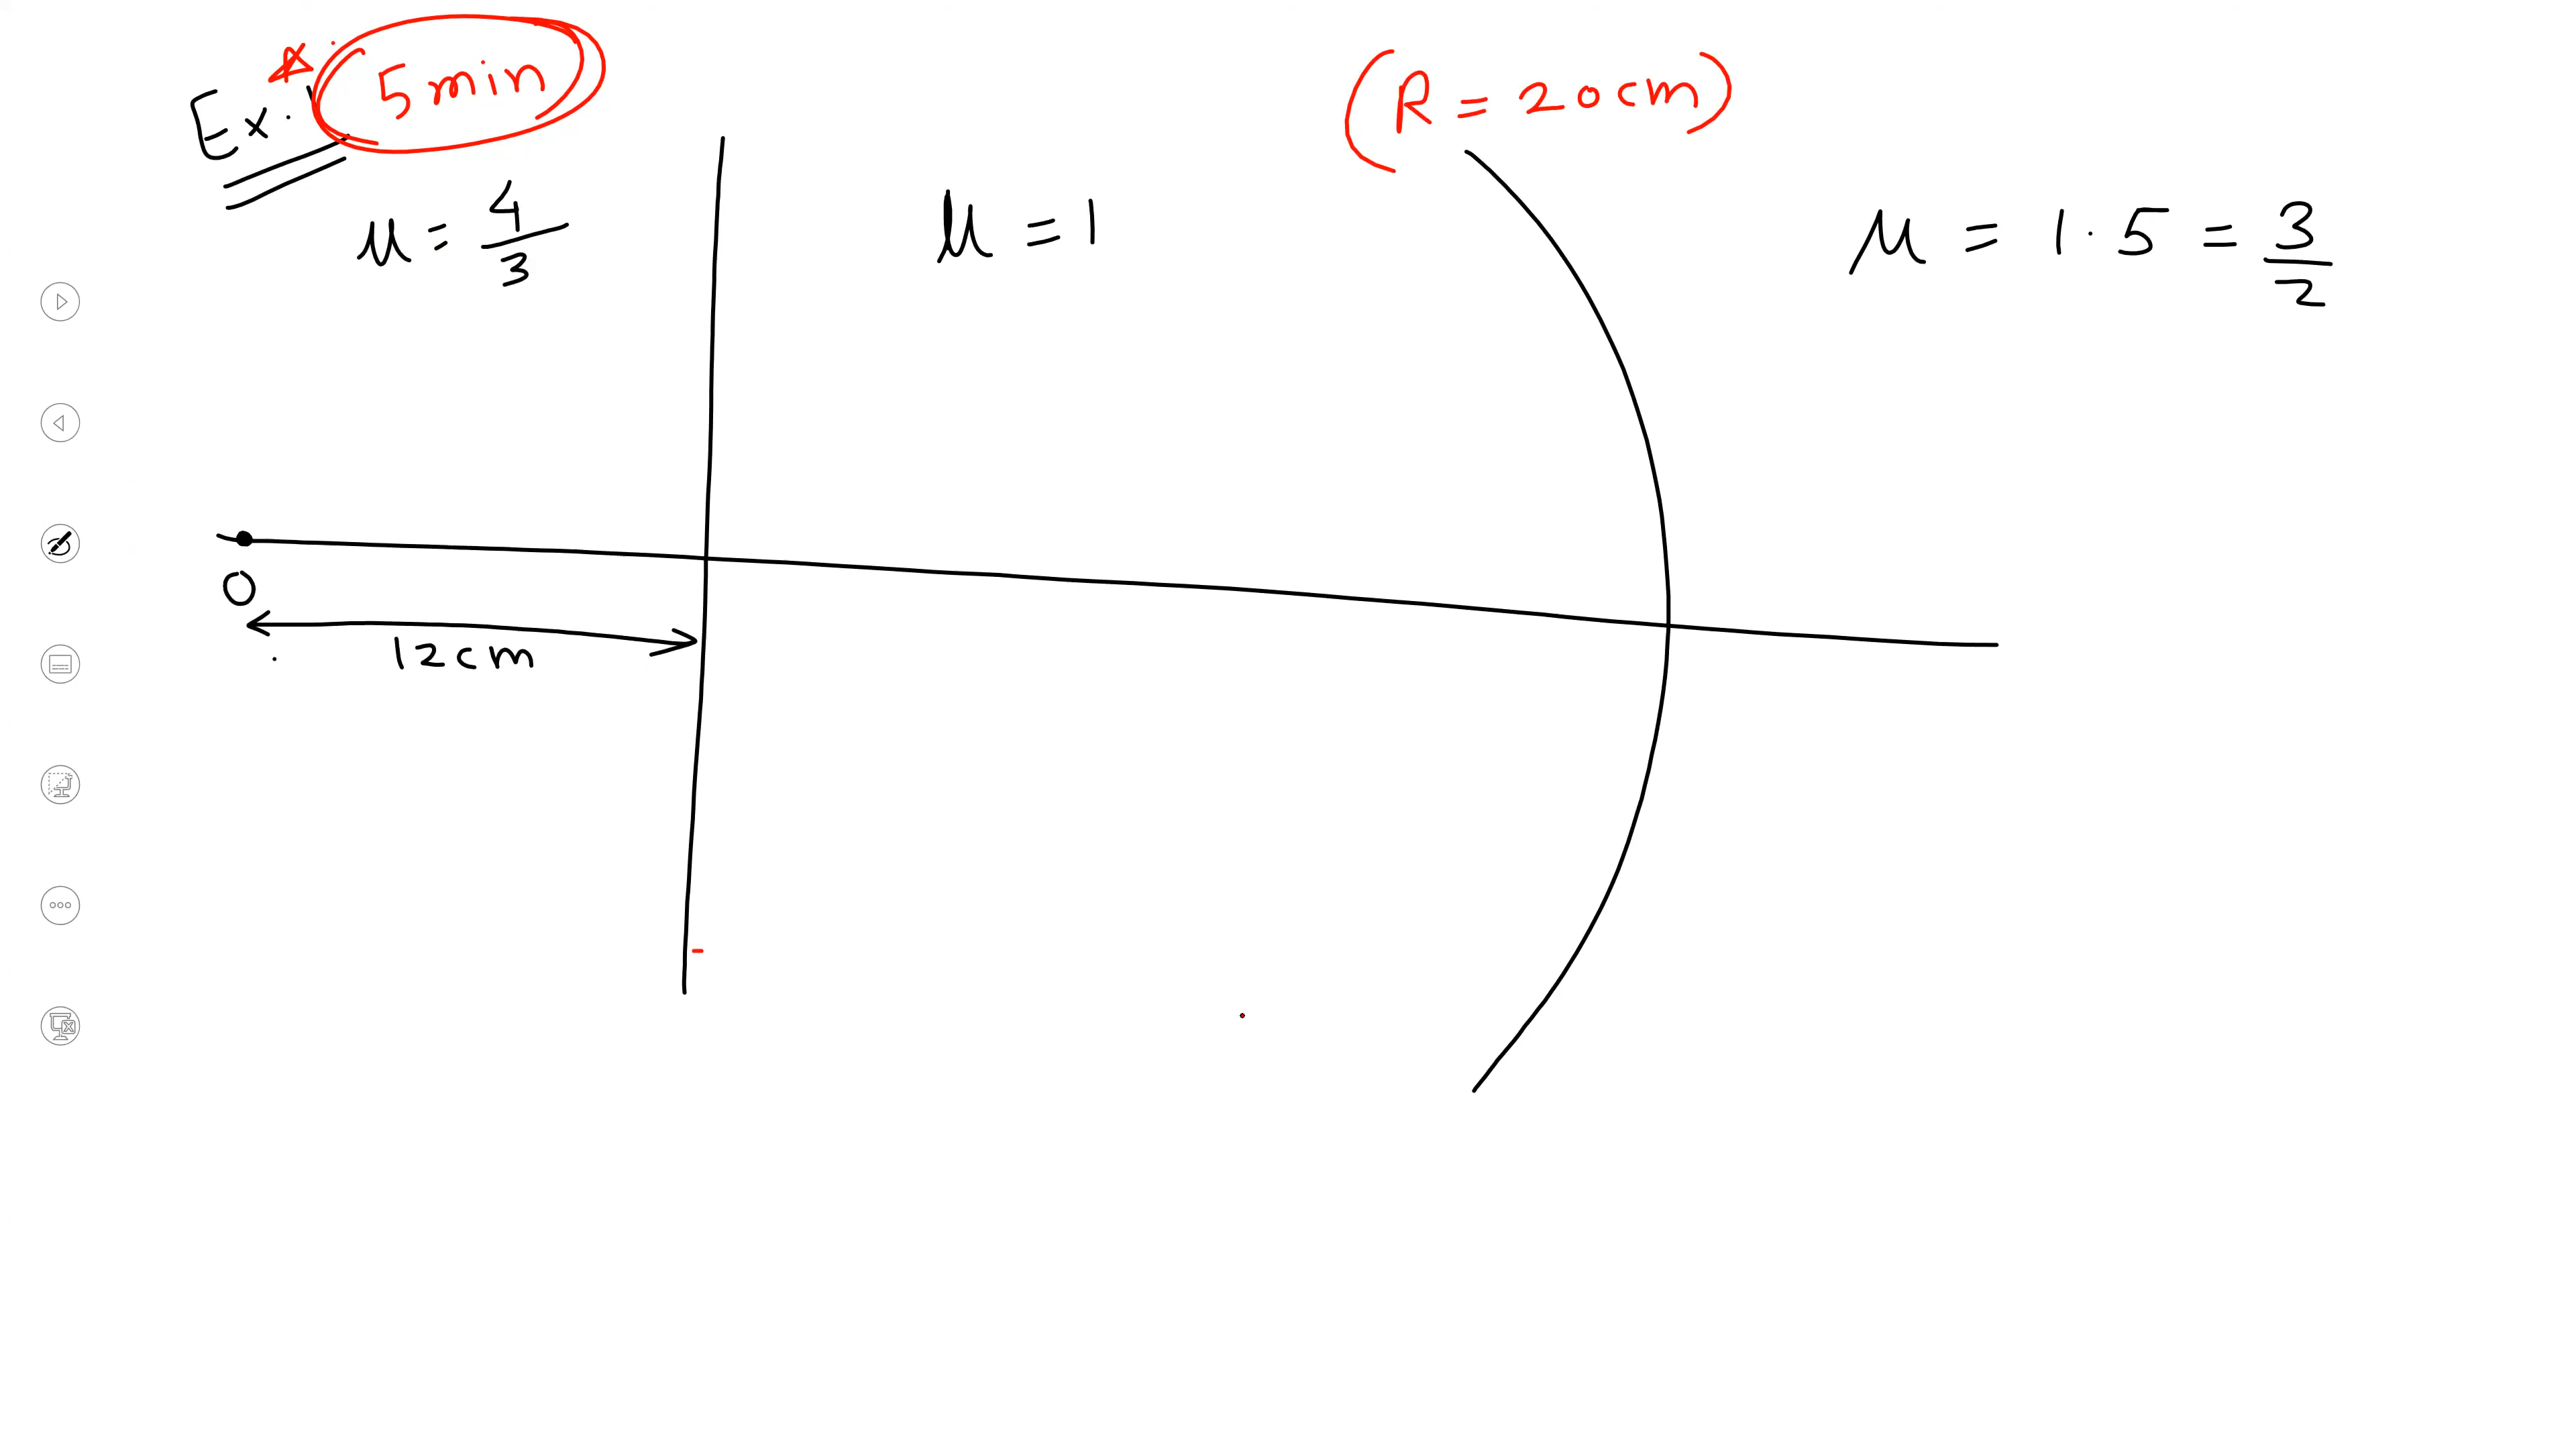 Ex. 5 min
(R = 20cm)
μ = 4/3
μ = 1
μ = 1.5 = 3/2
O
12cm